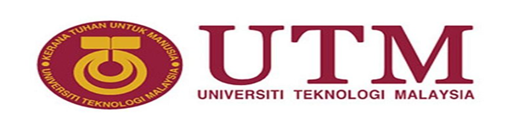 KERANA TUHAN UNTUK MANUSIA
UNIVERSITI TEKNOLOGI MALAYSIA
UTM
UNIVERSITI TEKNOLOGI MALAYSIA